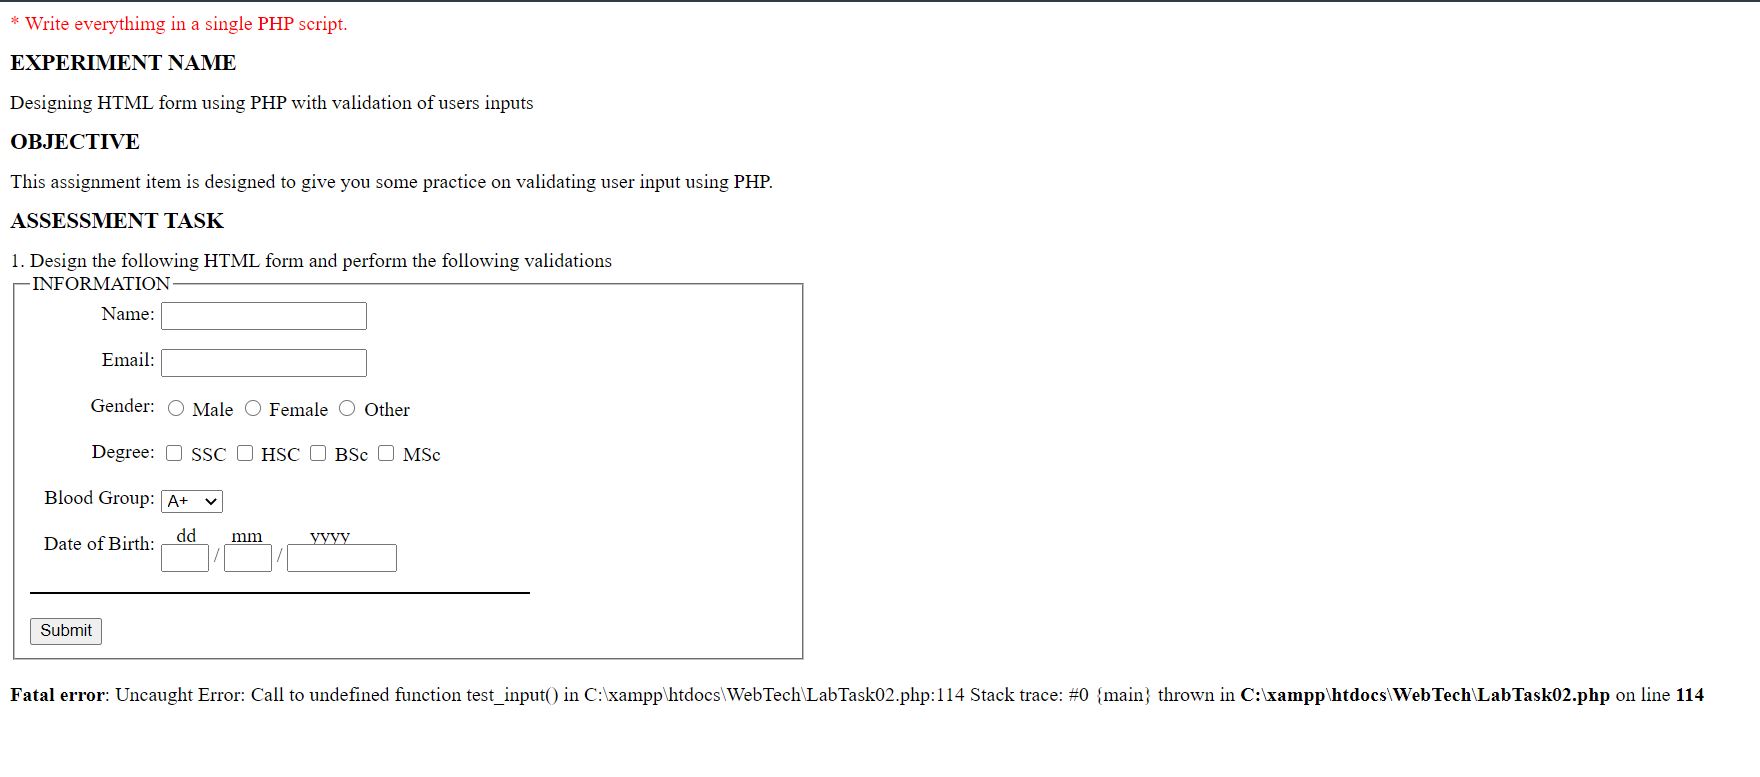 * Write everythimg in a single PHP script.
EXPERIMENT NAME
Designing HTML form using PHP with validation of users inputs
OBJECTIVE
This assignment item is designed to give you some practice on validating user input using PHP.
ASSESSMENT TASK
1. Design the following HTML form and perform the following validations
INFORMATION
Name:
Email:
Gender: Male Female Other
Degree: SSC HSC BSc MSc
Blood Group: A+
dd mm yyyy
Date of Birth: / /
Submit
Fatal error: Uncaught Error: Call to undefined function test_input() in C:\xampp\htdocs\WebTech\LabTask02.php:114 Stack trace: #0 {main} thrown in C:\xampp\htdocs\WebTech\LabTask02.php on line 114